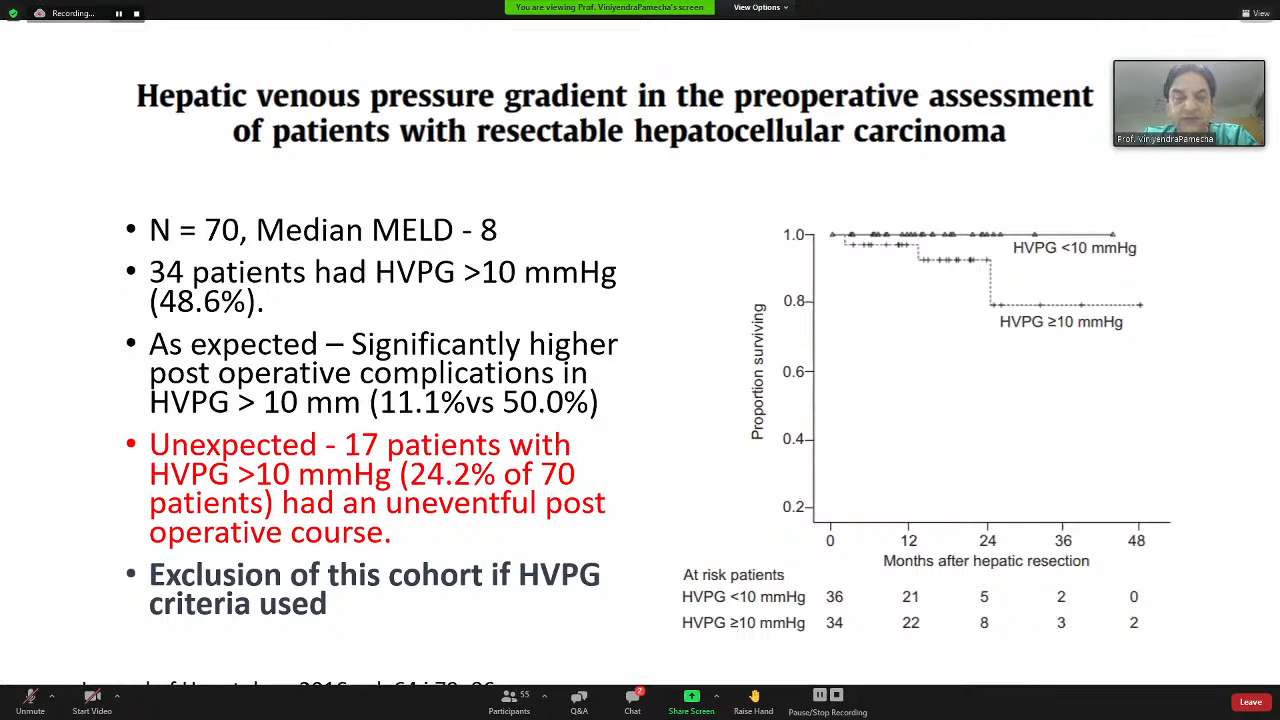 Recording...
You are viewing Prof. ViniyendraPamecha's screen
View Options
View
Hepatic venous pressure gradient in the preoperative assessment
of patients with resectable hepatocellular carcinoma
Prof. ViniyendraPamecha
• N = 70, Median MELD - 8
• 34 patients had HVPG >10 mmHg
(48.6%).
• As expected – Significantly higher
post operative complications in
HVPG > 10 mm (11.1%vs 50.0%)
• Unexpected - 17 patients with
HVPG >10 mmHg (24.2% of 70
patients) had an uneventful post
operative course.
• Exclusion of this cohort if HVPG
criteria used
1.0
0.8
0.6
0.4
0.2
Proportion surviving
HVPG <10 mmHg
HVPG ≥10 mmHg
0 12 24 36 48
Months after hepatic resection
At risk patients
HVPG <10 mmHg 36 21 5 2 0
HVPG ≥10 mmHg 34 22 8 3 2
Unmute
Start Video
55
Participants
Q&A
2
Chat
Share Screen
Raise Hand
Pause/Stop Recording
Leave